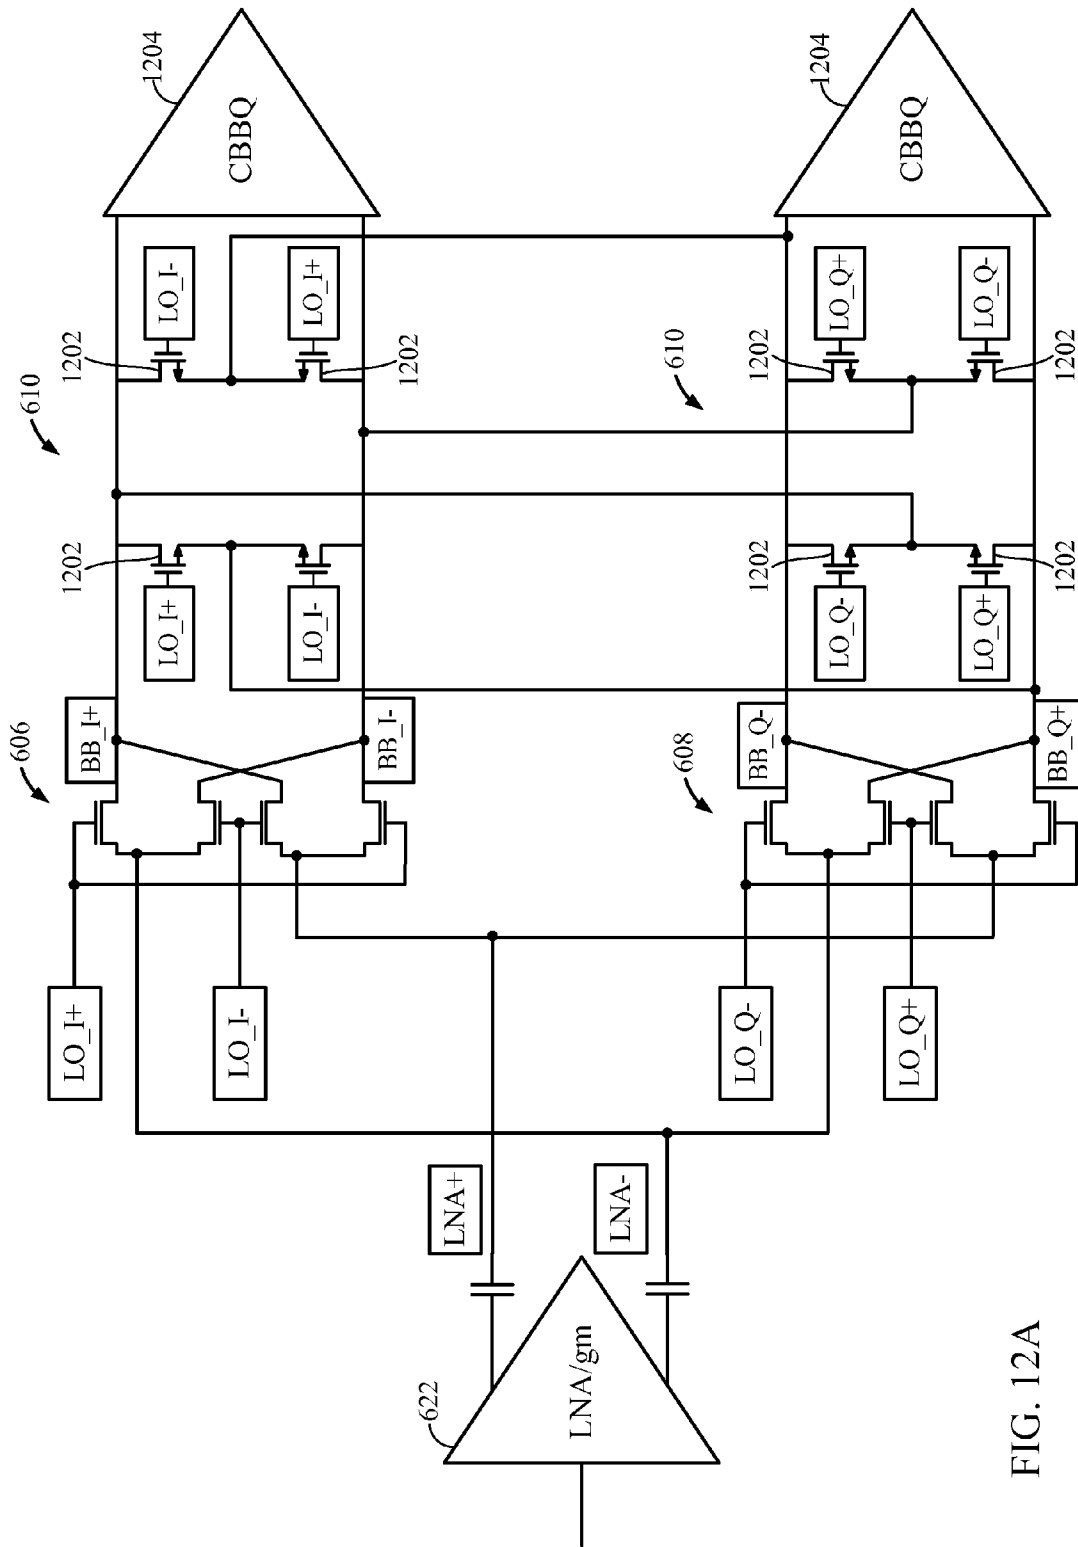 1204
CBBQ
1204
CBBQ
LO_I-
LO_I+
LO_Q+
LO_Q-
1202
1202
1202
1202
610
610
1202
1202
1202
LO_I+
LO_I-
LO_Q-
LO_Q+
606
BB_I+
BB_I-
608
BB_Q-
BB_Q+
LO_I+
LO_I-
LO_Q-
LO_Q+
LNA+
LNA-
622
LNA/gm
FIG. 12A